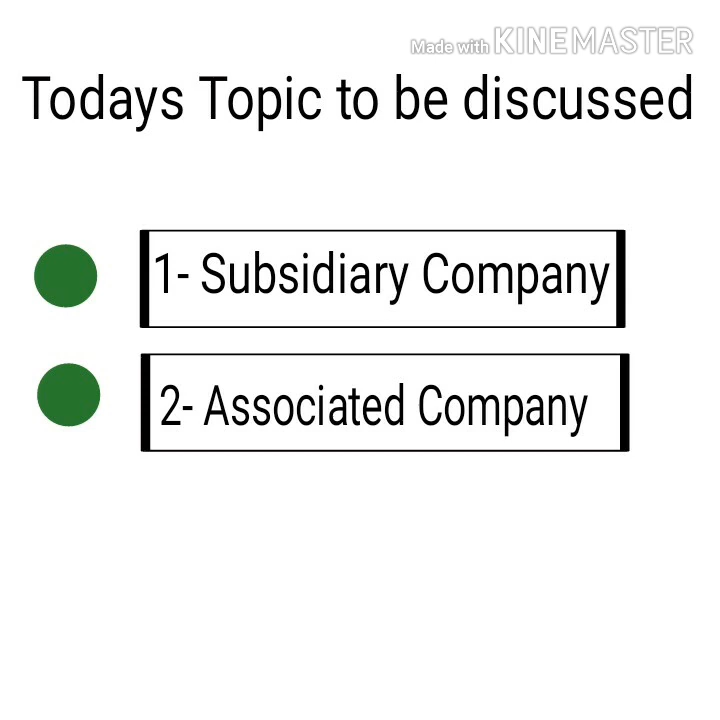 Made with KINEMASTER
Todays Topic to be discussed
1- Subsidiary Company
2- Associated Company